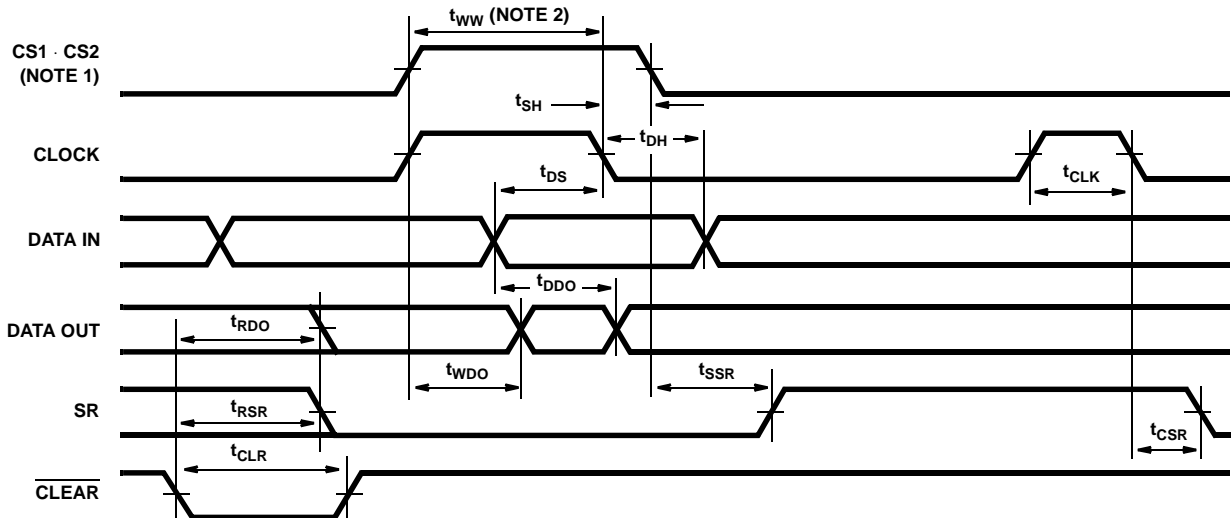 tWW (NOTE 2)
CS1 · CS2
(NOTE 1)
tSH
tDH
CLOCK
tDS
tCLK
DATA IN
tDDO
DATA OUT
tRDO
tWDO
tSSR
SR
tRSR
tCSR
tCLR
CLEAR